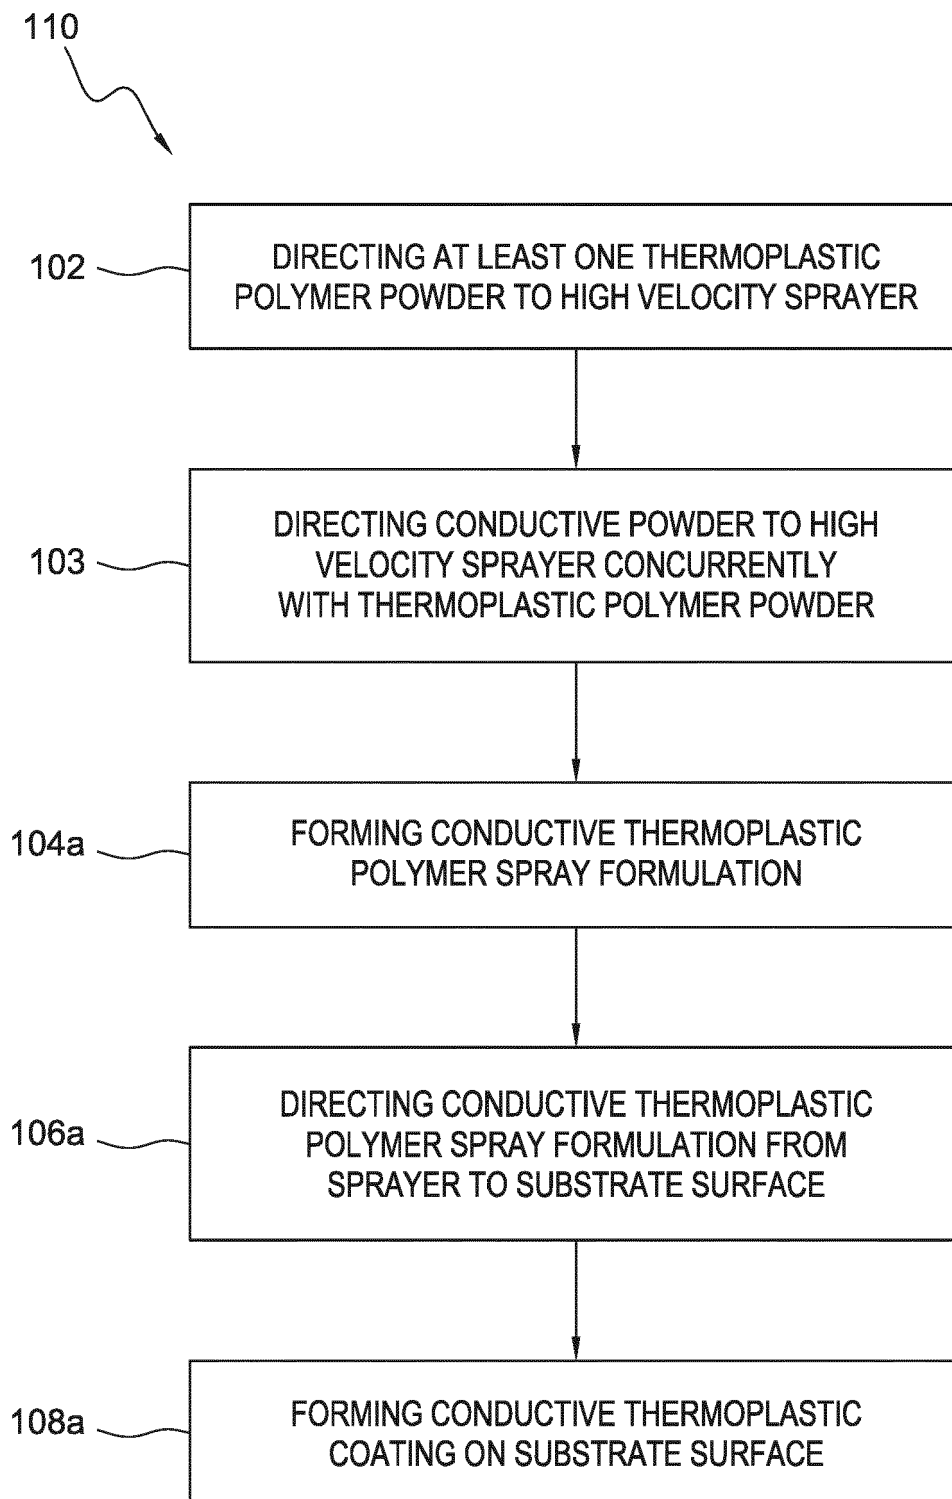 110
102
DIRECTING AT LEAST ONE THERMOPLASTIC
POLYMER POWDER TO HIGH VELOCITY SPRAYER
103
DIRECTING CONDUCTIVE POWDER TO HIGH
VELOCITY SPRAYER CONCURRENTLY
WITH THERMOPLASTIC POLYMER POWDER
104a
FORMING CONDUCTIVE THERMOPLASTIC
POLYMER SPRAY FORMULATION
106a
DIRECTING CONDUCTIVE THERMOPLASTIC
POLYMER SPRAY FORMULATION FROM
SPRAYER TO SUBSTRATE SURFACE
108a
FORMING CONDUCTIVE THERMOPLASTIC
COATING ON SUBSTRATE SURFACE